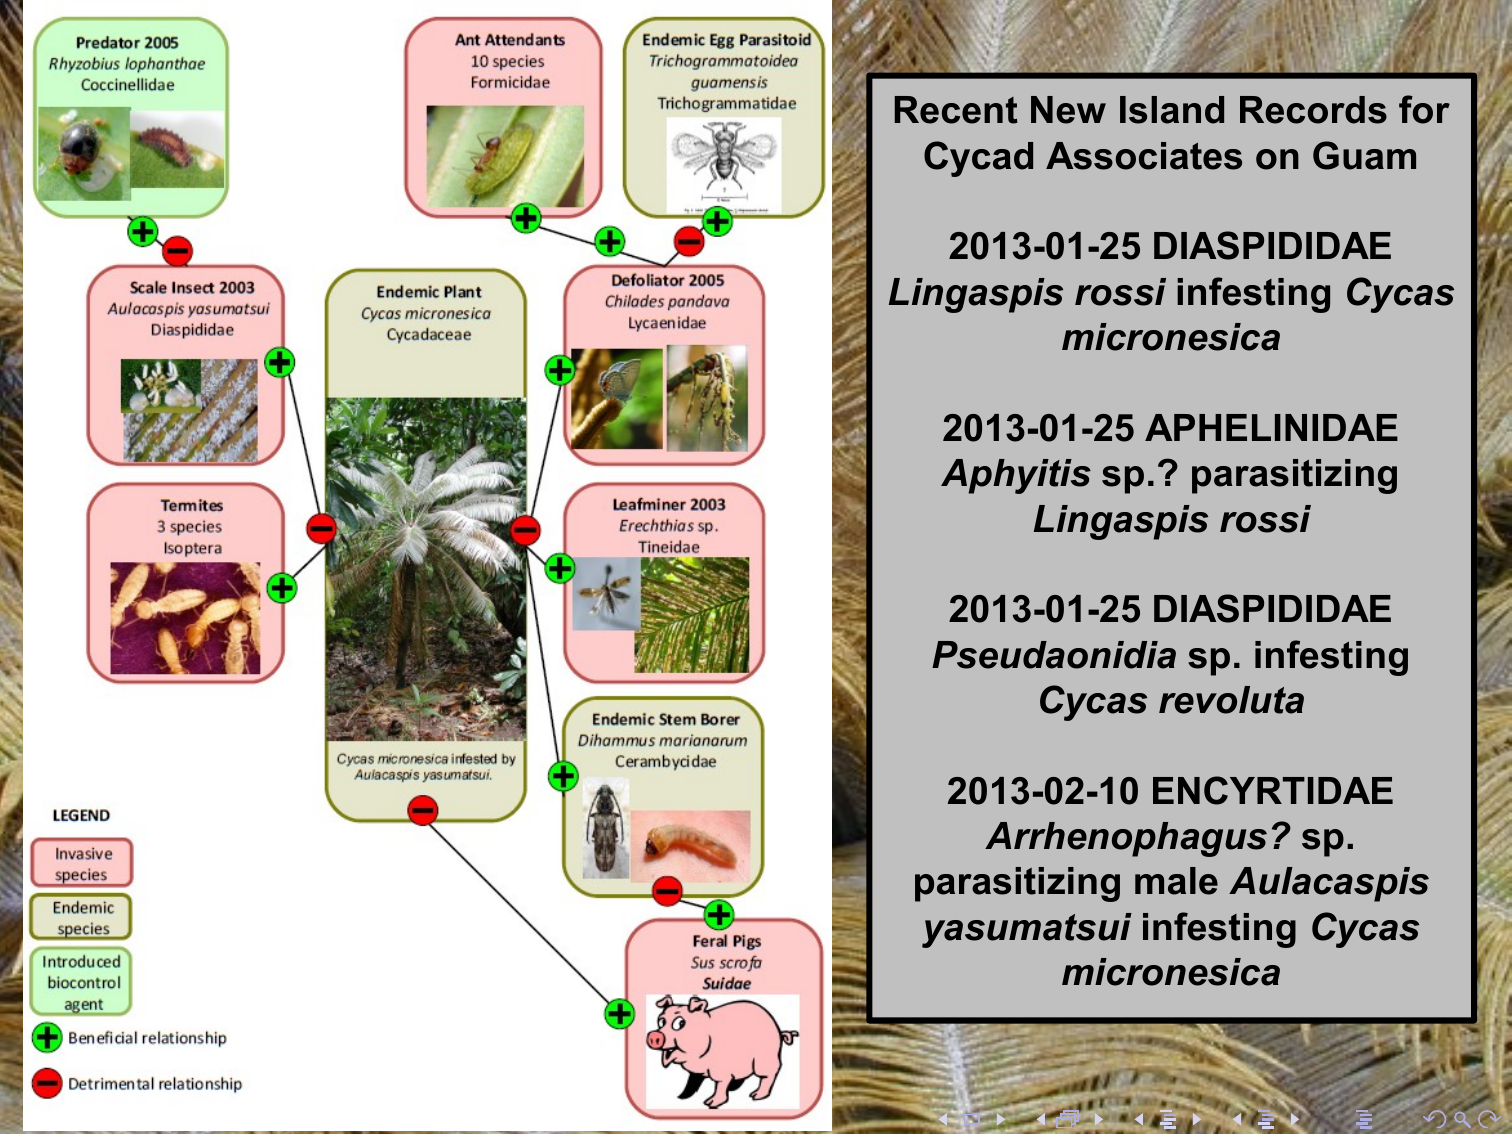 Predator 2005
Rhyzobius lophanthae
Coccinellidae
Ant Attendants
10 species
Formicidae
Endemic Egg Parasitoid
Trichogrammatoidea
guamensis
Trichogrammatidae
Scale Insect 2003
Aulacaspis yasumatsui
Diaspididae
Endemic Plant
Cycas micronesica
Cycadaceae
Defoliator 2005
Chilades pandava
Lycaenidae
Termites
3 species
Isoptera
Leafminer 2003
Erechthias sp.
Tineidae
Endemic Stem Borer
Dihammus marianarum
Cerambycidae
Cycas micronesica infested by
Aulacaspis yasumatsui.
Feral Pigs
Sus scrofa
Suidae
LEGEND
Invasive
species
Endemic
species
Introduced
biocontrol
agent
Beneficial relationship
Detrimental relationship
Recent New Island Records for
Cycad Associates on Guam
2013-01-25 DIASPIDIDAE
Lingaspis rossi infesting Cycas
micronesica
2013-01-25 APHELINIDAE
Aphyitis sp.? parasitizing
Lingaspis rossi
2013-01-25 DIASPIDIDAE
Pseudaonidia sp. infesting
Cycas revoluta
2013-02-10 ENCYRTIDAE
Arrhenophagus? sp.
parasitizing male Aulacaspis
yasumatsui infesting Cycas
micronesica